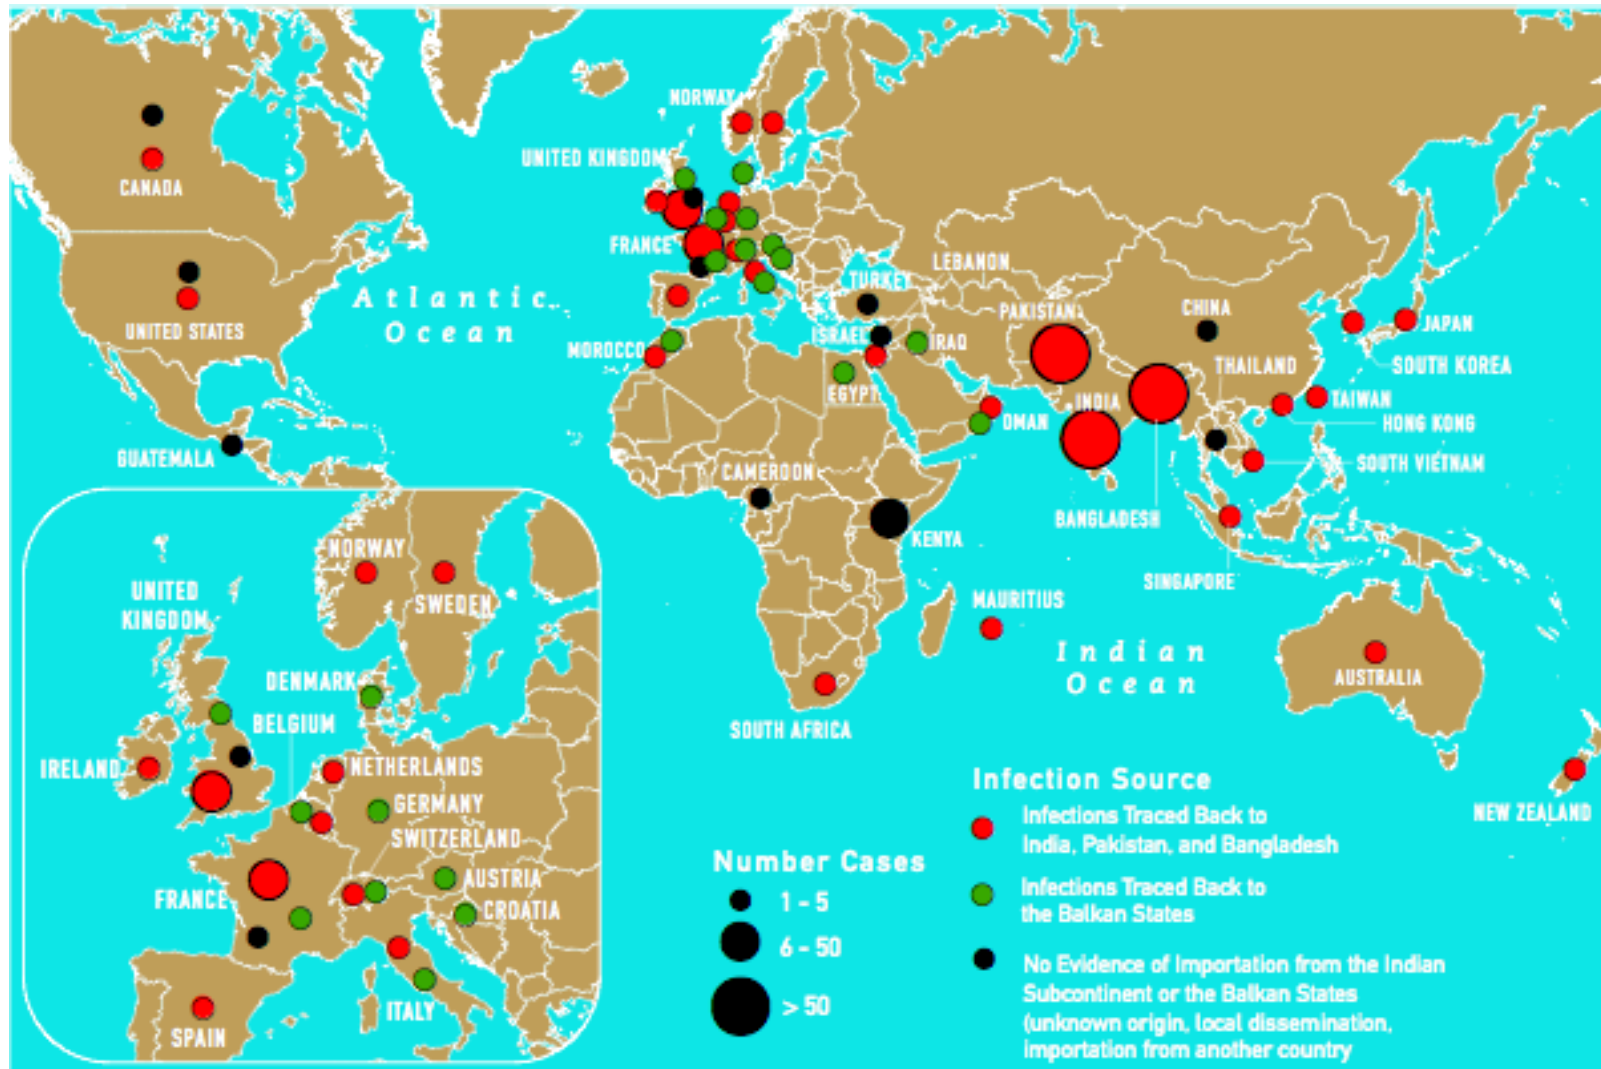 NORWAY
UNITED KINGDOM
CANADA
FRANCE
LEBANON
TURKEY
Atlantic
Ocean
UNITED STATES
PAKISTAN
CHINA
ISRAEL
IRAQ
JAPAN
MOROCCO
THAILAND
SOUTH KOREA
EGYPT
INDIA
TAIWAN
OMAN
HONG KONG
GUATEMALA
CAMEROON
SOUTH VIETNAM
BANGLADESH
KENYA
SINGAPORE
MAURITIUS
Indian
Ocean
AUSTRALIA
SOUTH AFRICA
NEW ZEALAND
NORWAY
SWEDEN
UNITED
KINGDOM
DENMARK
BELGIUM
IRELAND
NETHERLANDS
GERMANY
SWITZERLAND
AUSTRIA
FRANCE
CROATIA
ITALY
SPAIN
Number Cases
1 - 5
6 - 50
> 50
Infection Source
Infections Traced Back to
India, Pakistan, and Bangladesh
Infections Traced Back to
the Balkan States
No Evidence of Importation from the Indian
Subcontinent or the Balkan States
(unknown origin, local dissemination,
importation from another country